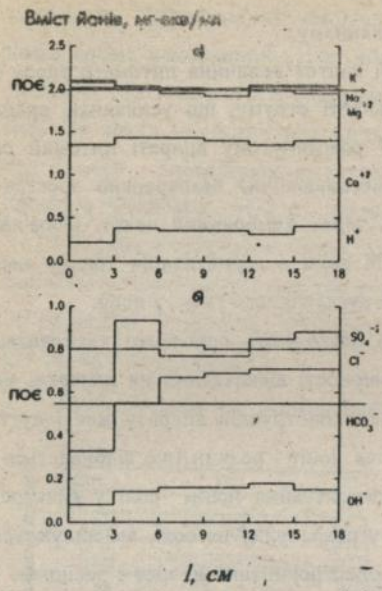 Вміст йонів, мг-екв/мл
а)
2.5
ПОЄ 2.0
1.5
1.0
0.5
0.0
K⁺
Na⁺
Mg⁺²
Ca⁺²
H⁺
0 3 6 9 12 15 18
б)
1.0
0.8
ПОЄ 0.6
0.4
0.2
0.0
SO₄⁻²
Cl⁻
HCO₃⁻
OH⁻
0 3 6 9 12 15 18
l, см